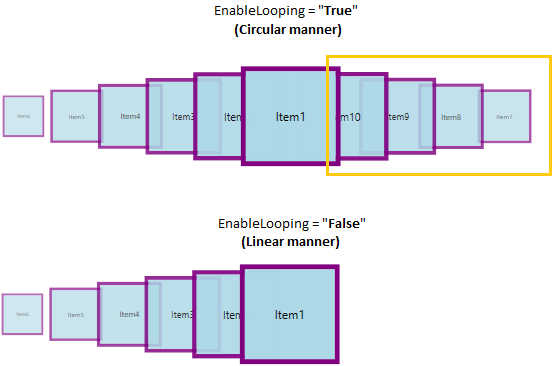 EnableLooping = "True"
(Circular manner)
Item6 Item5 Item4 Item3 Item Item1 m10 Item9 Item8 Item7
EnableLooping = "False"
(Linear manner)
Item6 Item5 Item4 Item3 Item Item1